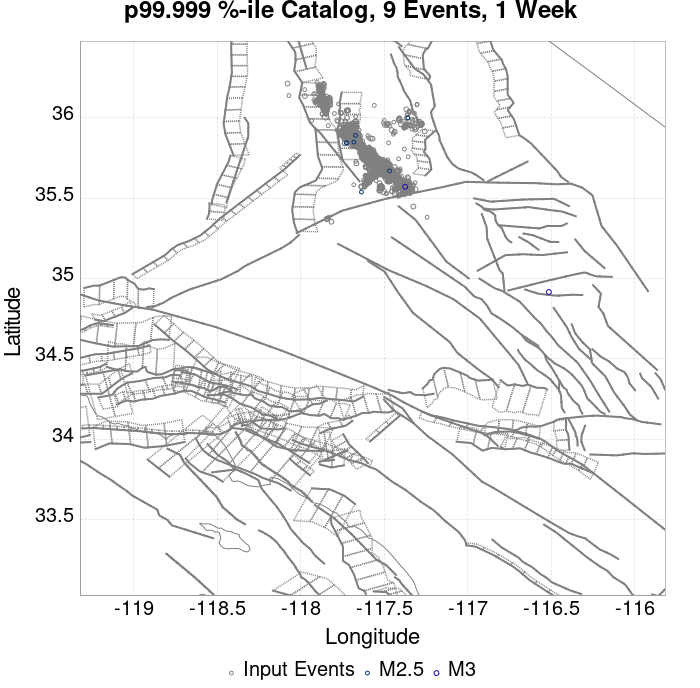 p99.999 %-ile Catalog, 9 Events, 1 Week
36
35.5
35
34.5
34
33.5
Latitude
-119 -118.5 -118 -117.5 -117 -116.5 -116
Longitude
Input Events M2.5 M3